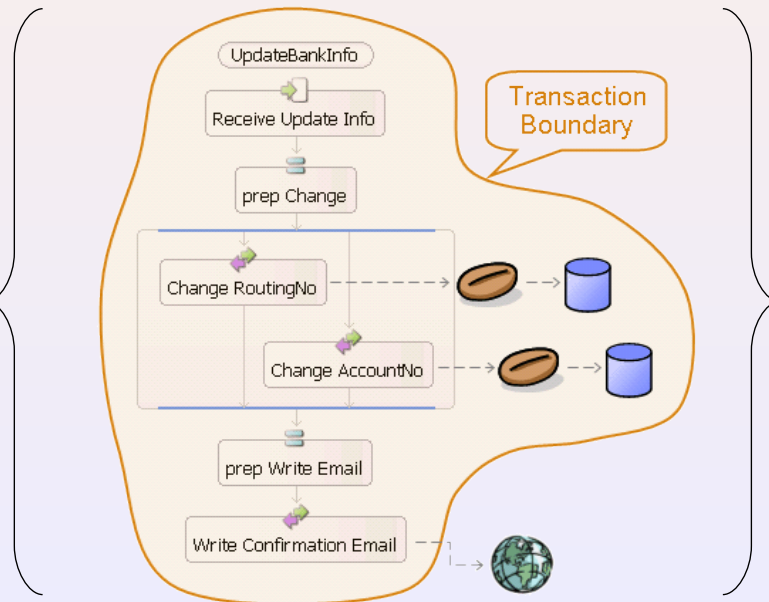 UpdateBankInfo
Transaction
Boundary
Receive Update Info
prep Change
Change RoutingNo
Change AccountNo
prep Write Email
Write Confirmation Email